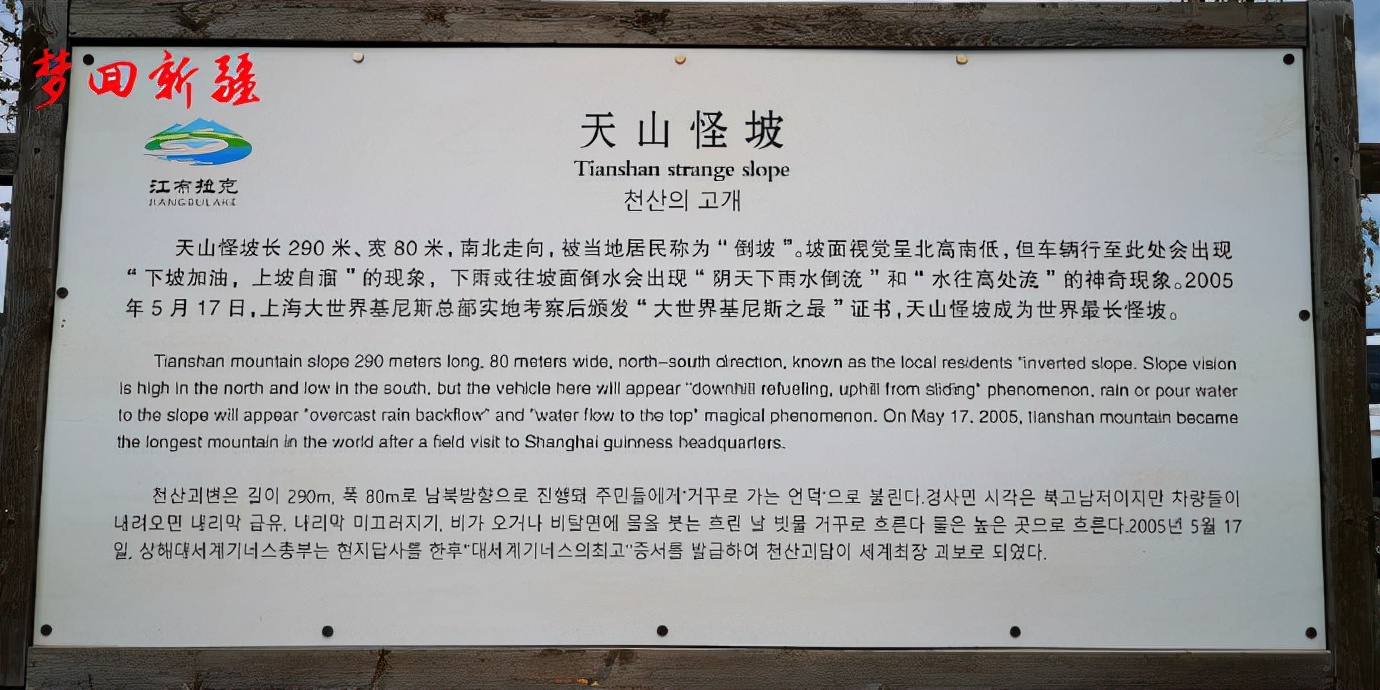 梦回新疆
江布拉克
JIANGBULAKE
天山怪坡
Tianshan strange slope
천산의 고개
天山怪坡长 290 米、宽 80 米，南北走向，被当地居民称为“倒坡”。坡面视觉呈北高南低，但车辆行至此处会出现
“下坡加油，上坡自溜”的现象，下雨或往坡面倒水会出现“阴天下雨水倒流”和“水往高处流”的神奇现象。2005
年 5 月 17 日，上海大世界基尼斯总部实地考察后颁发“大世界基尼斯之最”证书，天山怪坡成为世界最长怪坡。
Tianshan mountain slope 290 meters long, 80 meters wide, north-south direction, known as the local residents "inverted slope. Slope vision
is high in the north and low in the south, but the vehicle here will appear "downhill refueling, uphill from sliding" phenomenon, rain or pour water
to the slope will appear "overcast rain backflow" and "water flow to the top" magical phenomenon. On May 17, 2005, tianshan mountain became
the longest mountain in the world after a field visit to Shanghai guinness headquarters.
천산괴변은 길이 290m, 폭 80m로 남북방향으로 진행돼 주민들에게"거꾸로 가는 언덕"으로 불린다.경사면 시각은 북고남저이지만 차량들이
내려오면 내리막 급유, 내리막 미끄러지기, 비가 오거나 비탈면에 물을 붓는 흐린 날 빗물 거꾸로 흐른다 물은 높은 곳으로 흐른다.2005년 5월 17
일, 상해대세계기네스총부는 현지답사를 한후"대세계기네스의최고"증서를 발급하여 천산괴담이 세계최장 괴보로 되였다.